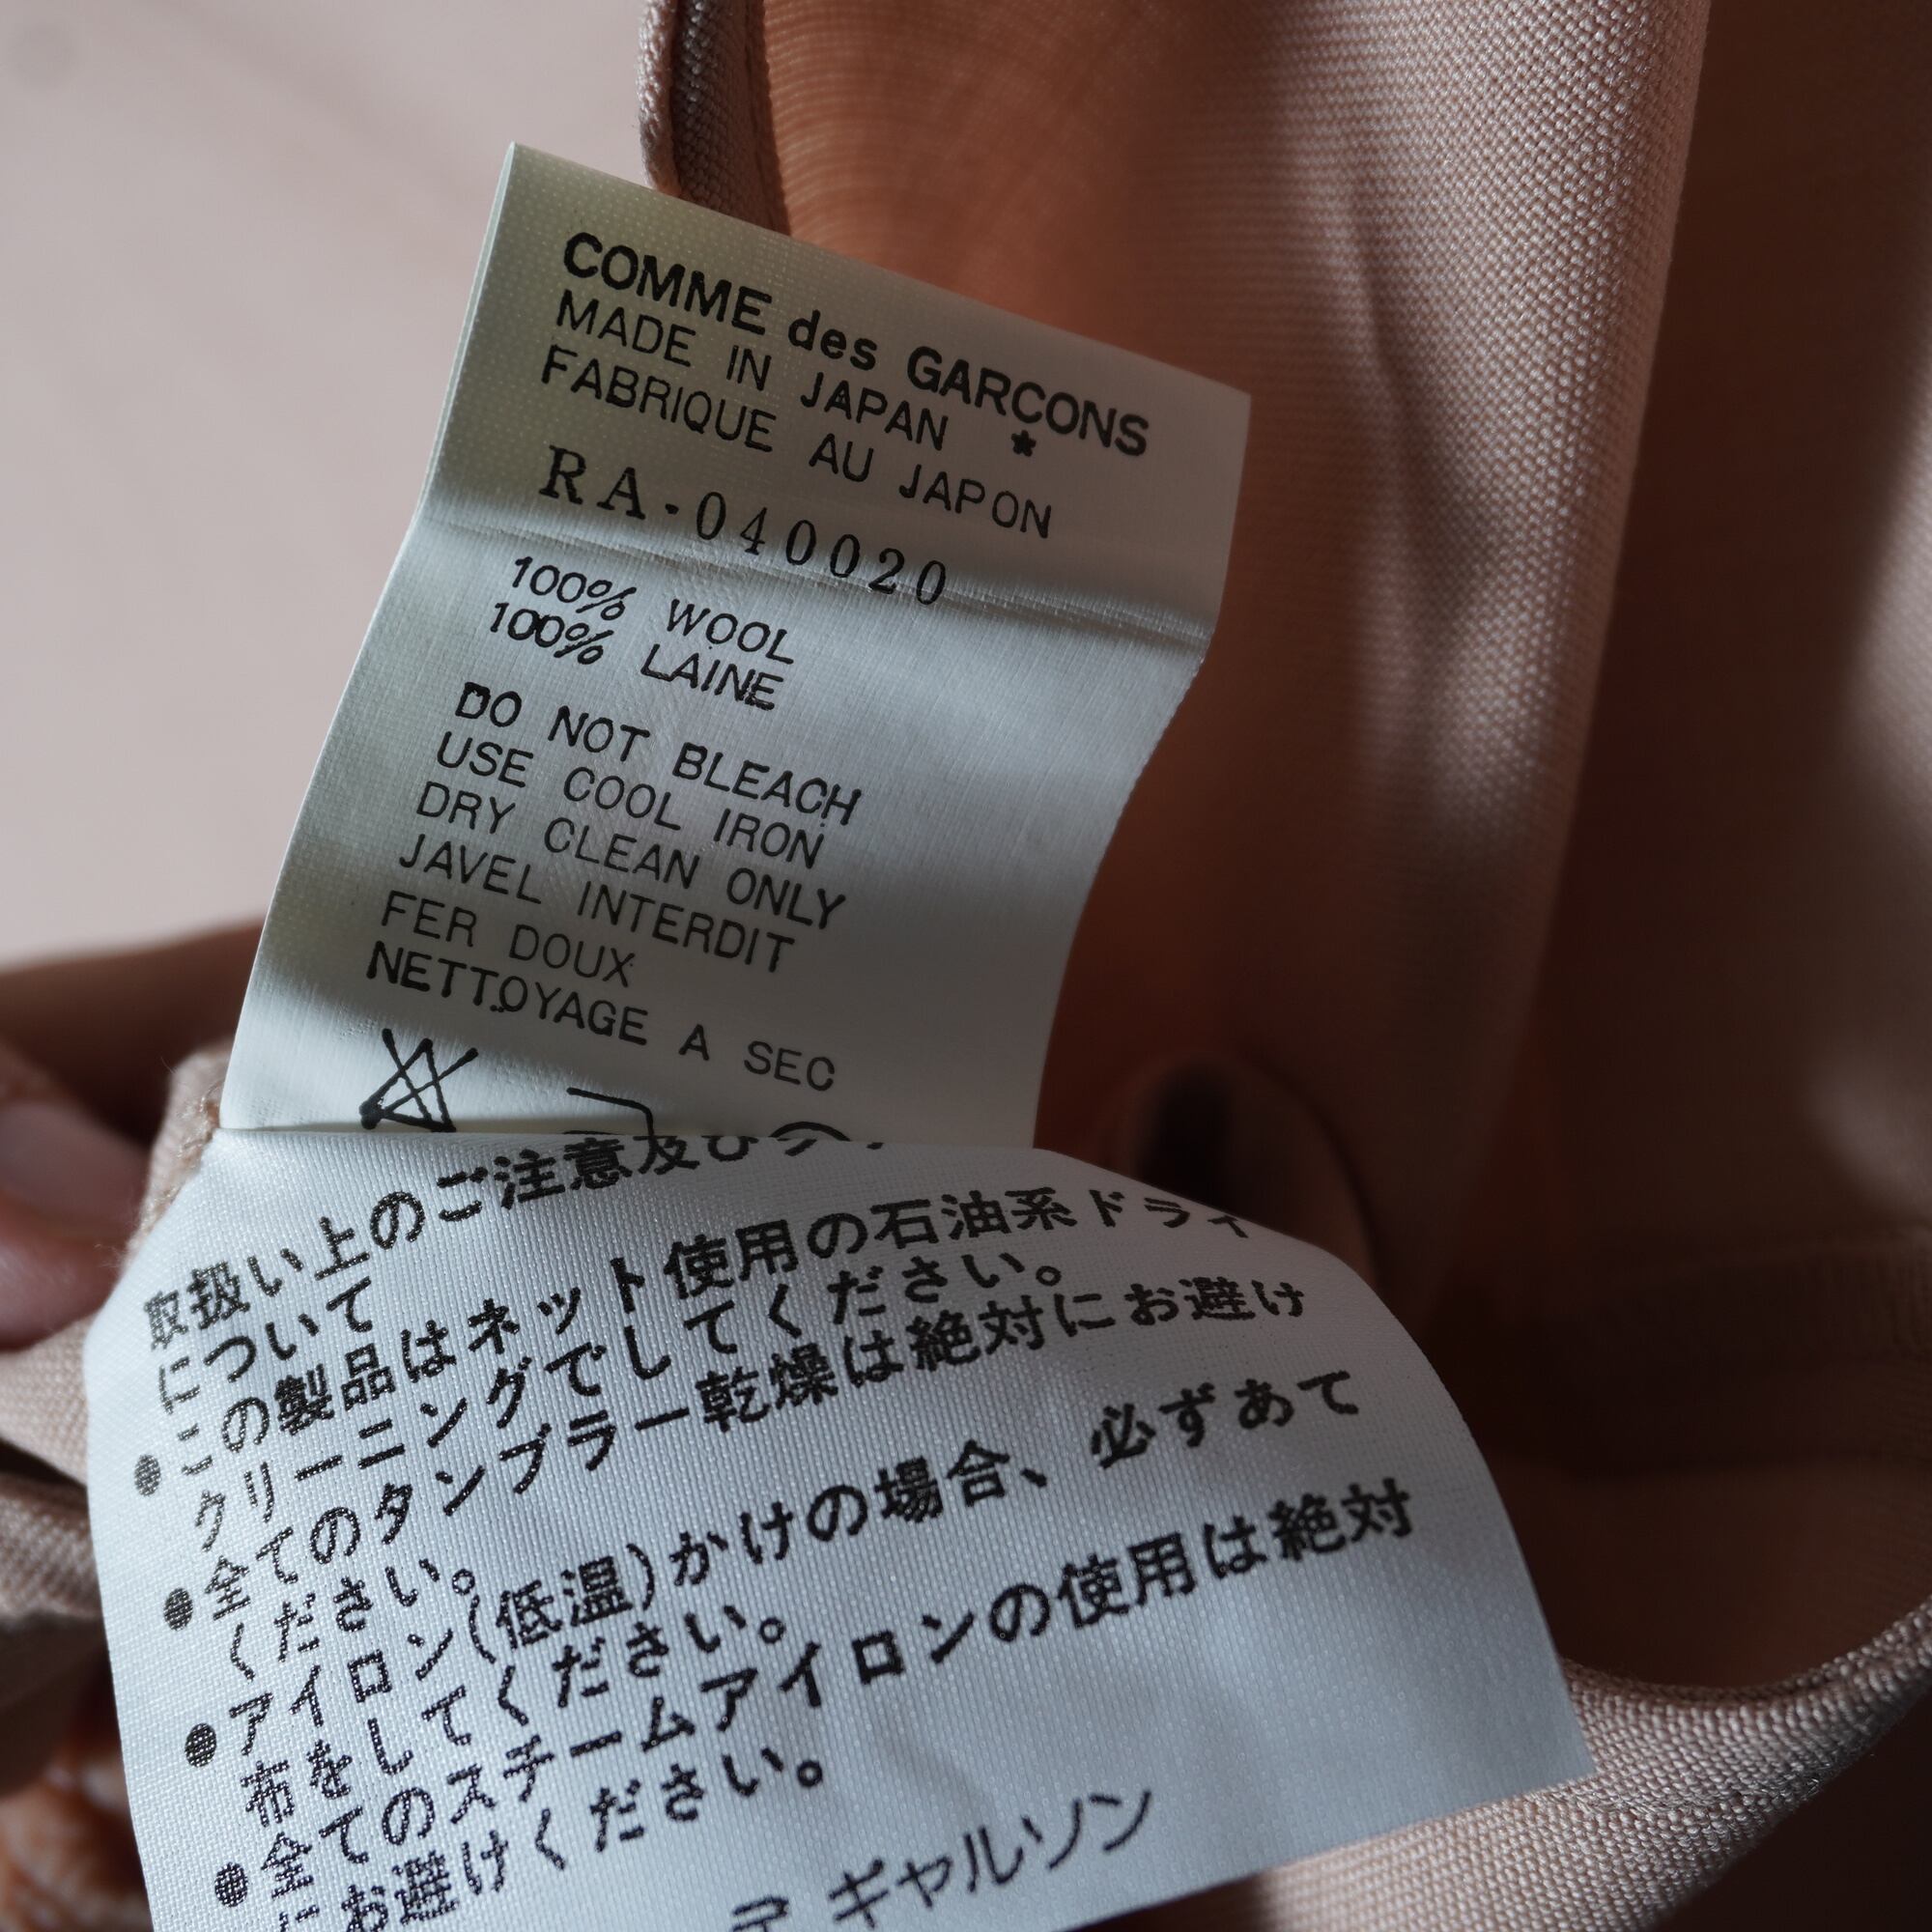 COMME des GARCONS
MADE IN JAPAN ★
FABRIQUE AU JAPON
RA-040020
100% WOOL
100% LAINE
DO NOT BLEACH
USE COOL IRON
DRY CLEAN ONLY
JAVEL INTERDIT
FER DOUX
NETTOYAGE A SEC
取扱い上のご注意及び
について
●この製品はネット使用の石油系ドライ
クリーニングでしてください。
●全てのタンブラー乾燥は絶対にお避け
ください。
●アイロン(低温)かけの場合、必ずあて
布をしてください。
●全てのスチームアイロンの使用は絶対
にお避けください。
ギャルソン